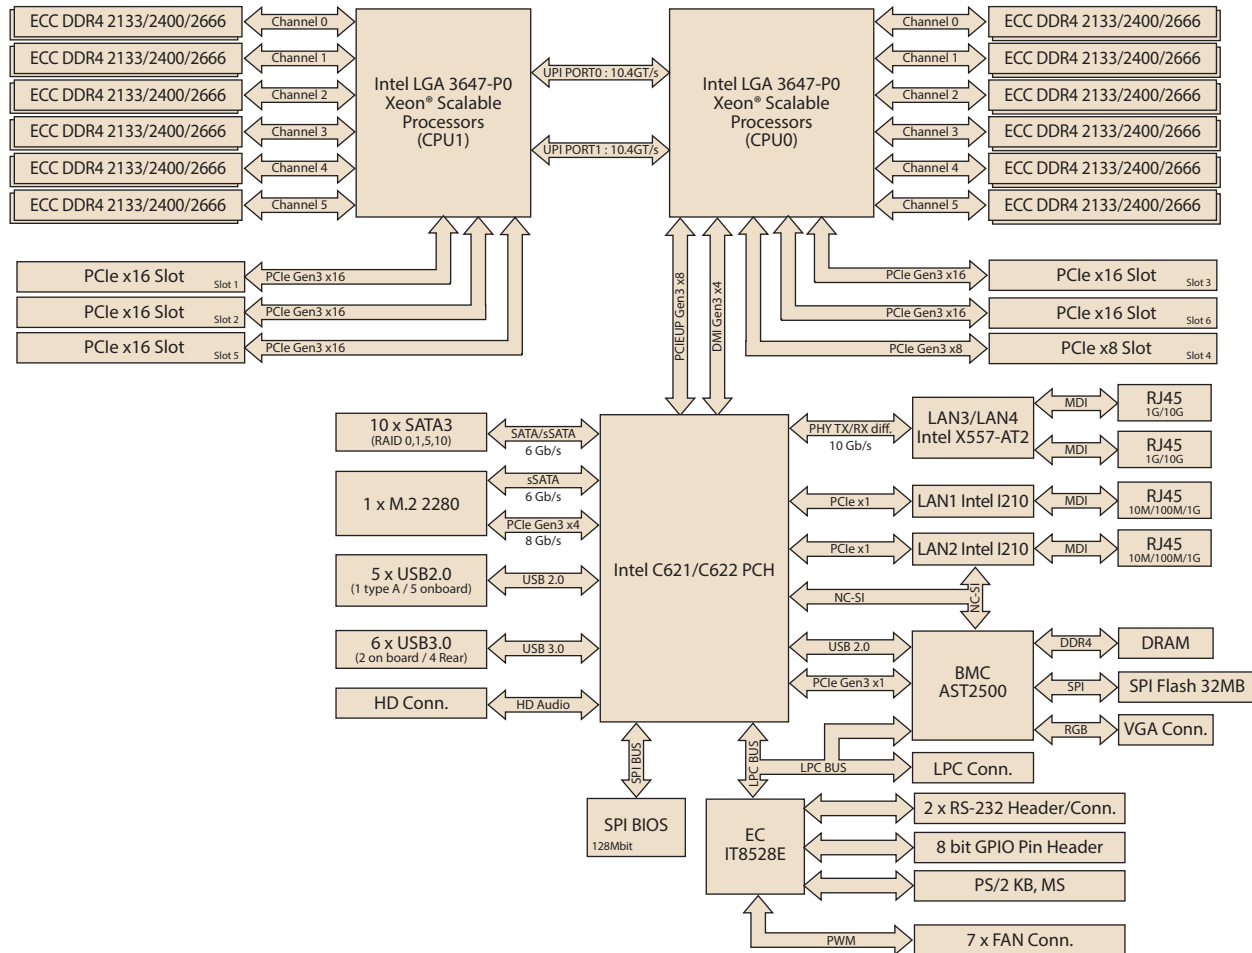 ECC DDR4 2133/2400/2666
Channel 0
ECC DDR4 2133/2400/2666
Channel 1
ECC DDR4 2133/2400/2666
Channel 2
ECC DDR4 2133/2400/2666
Channel 3
ECC DDR4 2133/2400/2666
Channel 4
ECC DDR4 2133/2400/2666
Channel 5
Intel LGA 3647-P0
Xeon® Scalable
Processors
(CPU1)
UPI PORT0 : 10.4GT/s
UPI PORT1 : 10.4GT/s
Intel LGA 3647-P0
Xeon® Scalable
Processors
(CPU0)
Channel 0
ECC DDR4 2133/2400/2666
Channel 1
ECC DDR4 2133/2400/2666
Channel 2
ECC DDR4 2133/2400/2666
Channel 3
ECC DDR4 2133/2400/2666
Channel 4
ECC DDR4 2133/2400/2666
Channel 5
ECC DDR4 2133/2400/2666
PCIe x16 Slot
Slot 1
PCIe Gen3 x16
PCIe x16 Slot
Slot 2
PCIe Gen3 x16
PCIe x16 Slot
Slot 5
PCIe Gen3 x16
PCIEUP Gen3 x8
DMI Gen3 x4
PCIe Gen3 x16
PCIe x16 Slot
Slot 3
PCIe Gen3 x16
PCIe x16 Slot
Slot 6
PCIe Gen3 x8
PCIe x8 Slot
Slot 4
10 x SATA3
(RAID 0,1,5,10)
SATA/sSATA
6 Gb/s
1 x M.2 2280
sSATA
6 Gb/s
PCIe Gen3 x4
8 Gb/s
5 x USB2.0
(1 type A / 5 onboard)
USB 2.0
6 x USB3.0
(2 on board / 4 Rear)
USB 3.0
HD Conn.
HD Audio
Intel C621/C622 PCH
PHY TX/RX diff.
10 Gb/s
LAN3/LAN4
Intel X557-AT2
MDI
RJ45
1G/10G
MDI
RJ45
1G/10G
PCIe x1
LAN1 Intel I210
MDI
RJ45
10M/100M/1G
PCIe x1
LAN2 Intel I210
MDI
RJ45
10M/100M/1G
NC-SI
NC-SI
USB 2.0
PCIe Gen3 x1
BMC
AST2500
DDR4
DRAM
SPI
SPI Flash 32MB
RGB
VGA Conn.
SPI BUS
LPC BUS
LPC BUS
LPC Conn.
SPI BIOS
128Mbit
EC
IT8528E
2 x RS-232 Header/Conn.
8 bit GPIO Pin Header
PS/2 KB, MS
PWM
7 x FAN Conn.